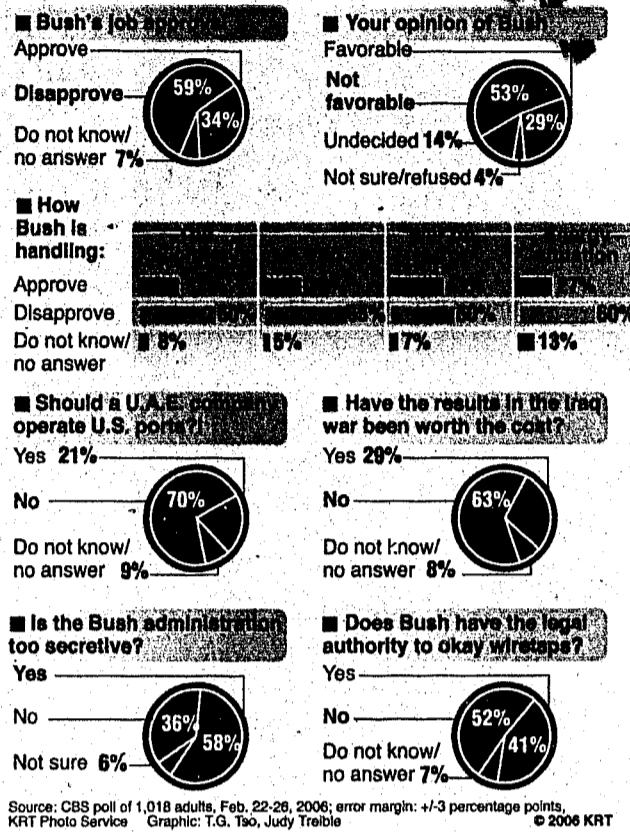 ■ Bush's job approval
Approve
Disapprove
Do not know/
no answer 7%
59%
34%
■ Your opinion of Bush
Favorable
Not
favorable
Undecided 14%
Not sure/refused 4%
53%
29%
■ How
Bush is
handling:
Approve
Disapprove
Do not know/
no answer
8%
5%
60%
7%
60%
13%
■ Should a U.A.E. company
operate U.S. ports?
Yes 21%
No
Do not know/
no answer 9%
70%
■ Have the results in the Iraq
war been worth the cost?
Yes 29%
No
Do not know/
no answer 8%
63%
■ Is the Bush administration
too secretive?
Yes
No
Not sure 6%
36%
58%
■ Does Bush have the legal
authority to okay wiretaps?
Yes
No
Do not know/
no answer 7%
52%
41%
Source: CBS poll of 1,018 adults, Feb. 22-26, 2006; error margin: +/-3 percentage points,
KRT Photo Service Graphic: T.G. Tso, Judy Treible © 2006 KRT